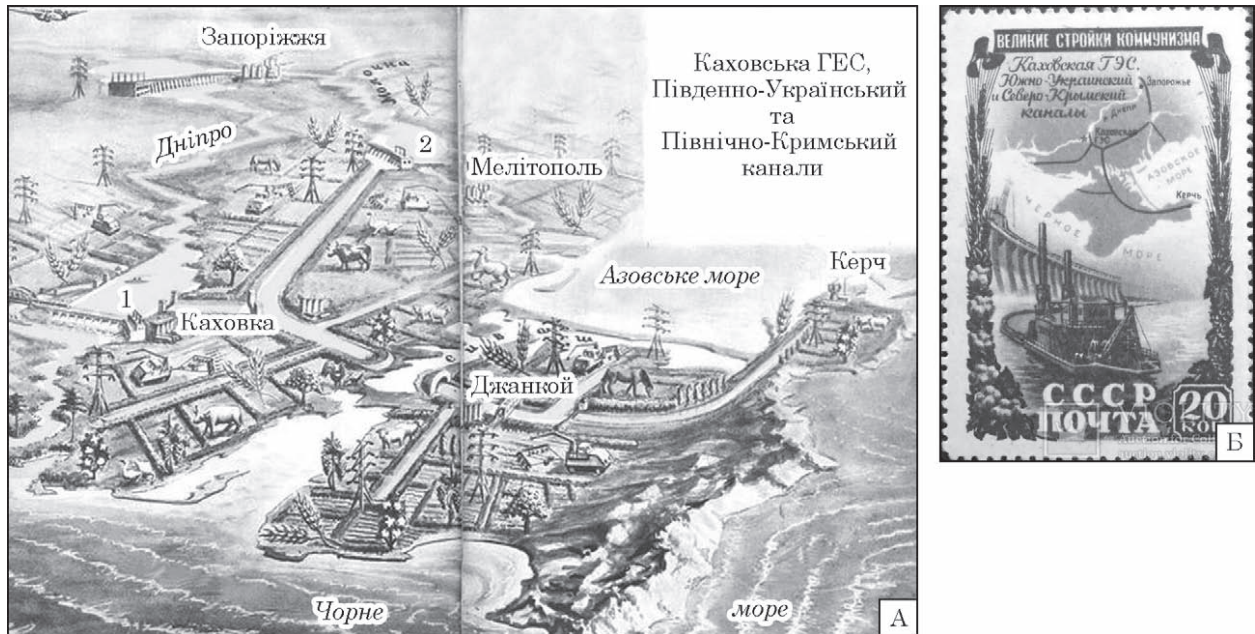 Запоріжжя
Каховська ГЕС,
Південно-Український
та
Північно-Кримський
канали
Молочна
Дніпро
2
Мелітополь
Азовське море
Керч
1
Каховка
Джанкой
Чорне
море
А
ВЕЛИКИЕ СТРОЙКИ КОММУНИЗМА
Каховская ГЭС.
Южно-Украинский
и Северо-Крымский
каналы
Запорожье
Днепр
Каховская
ГЭС
АЗОВСКОЕ
МОРЕ
Керчь
ЧЕРНОЕ
МОРЕ
СССР
ПОЧТА
20
КОП
Б